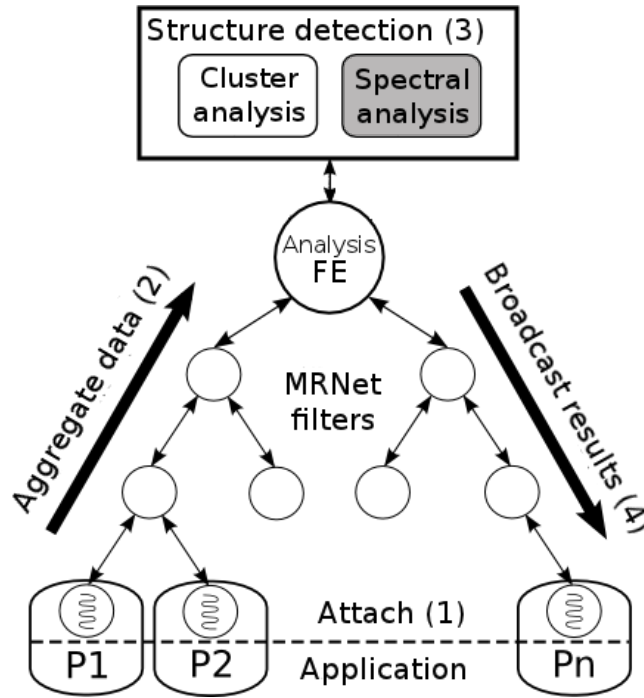 Structure detection (3)
Cluster
analysis
Spectral
analysis
Analysis
FE
Aggregate data (2)
Broadcast results (4)
MRNet
filters
Attach (1)
P1
P2
Application
Pn